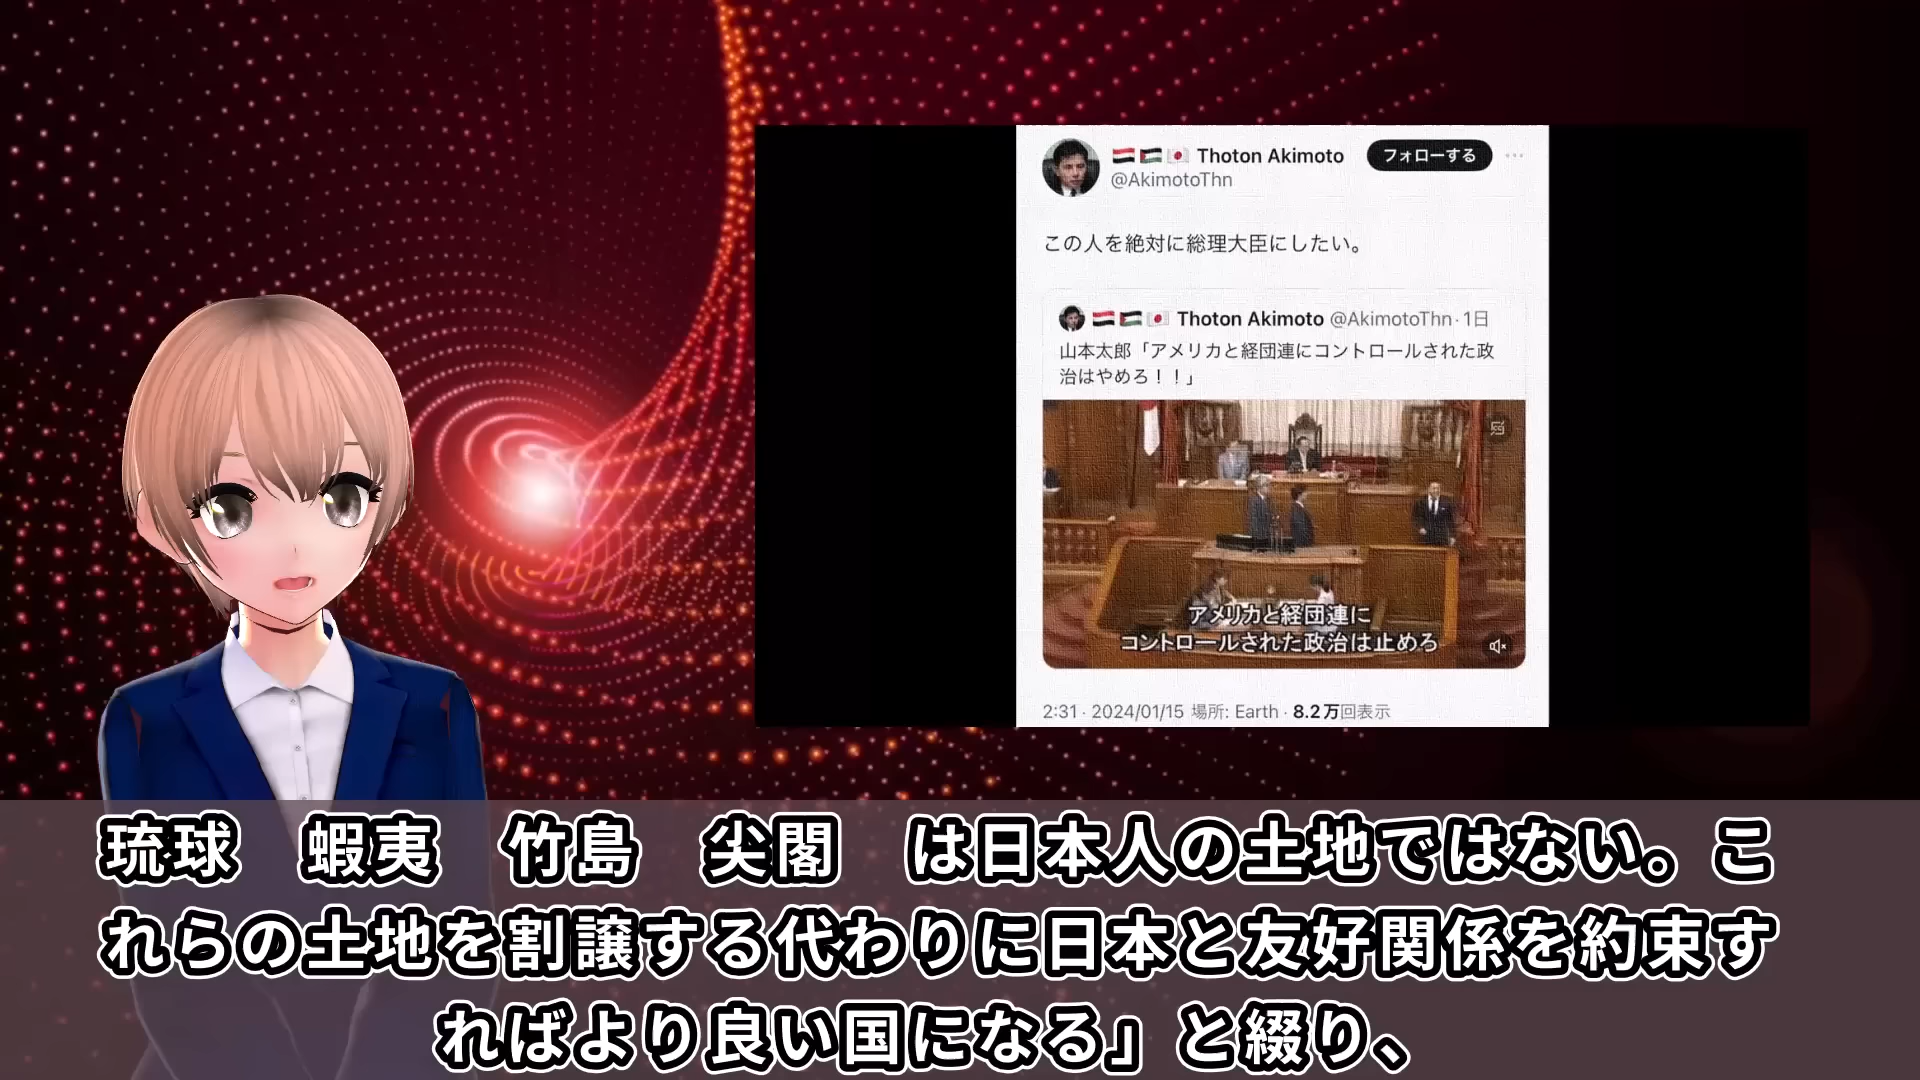 Thoton Akimoto
フォローする
@AkimotoThn
この人を絶対に総理大臣にしたい。
Thoton Akimoto @AkimotoThn · 1日
山本太郎「アメリカと経団連にコントロールされた政
治はやめろ！！」
アメリカと経団連に
コントロールされた政治は止めろ
2:31 · 2024/01/15 場所: Earth · 8.2万回表示
琉球　蝦夷　竹島　尖閣　は日本人の土地ではない。こ
れらの土地を割譲する代わりに日本と友好関係を約束す
ればより良い国になる」と綴り、